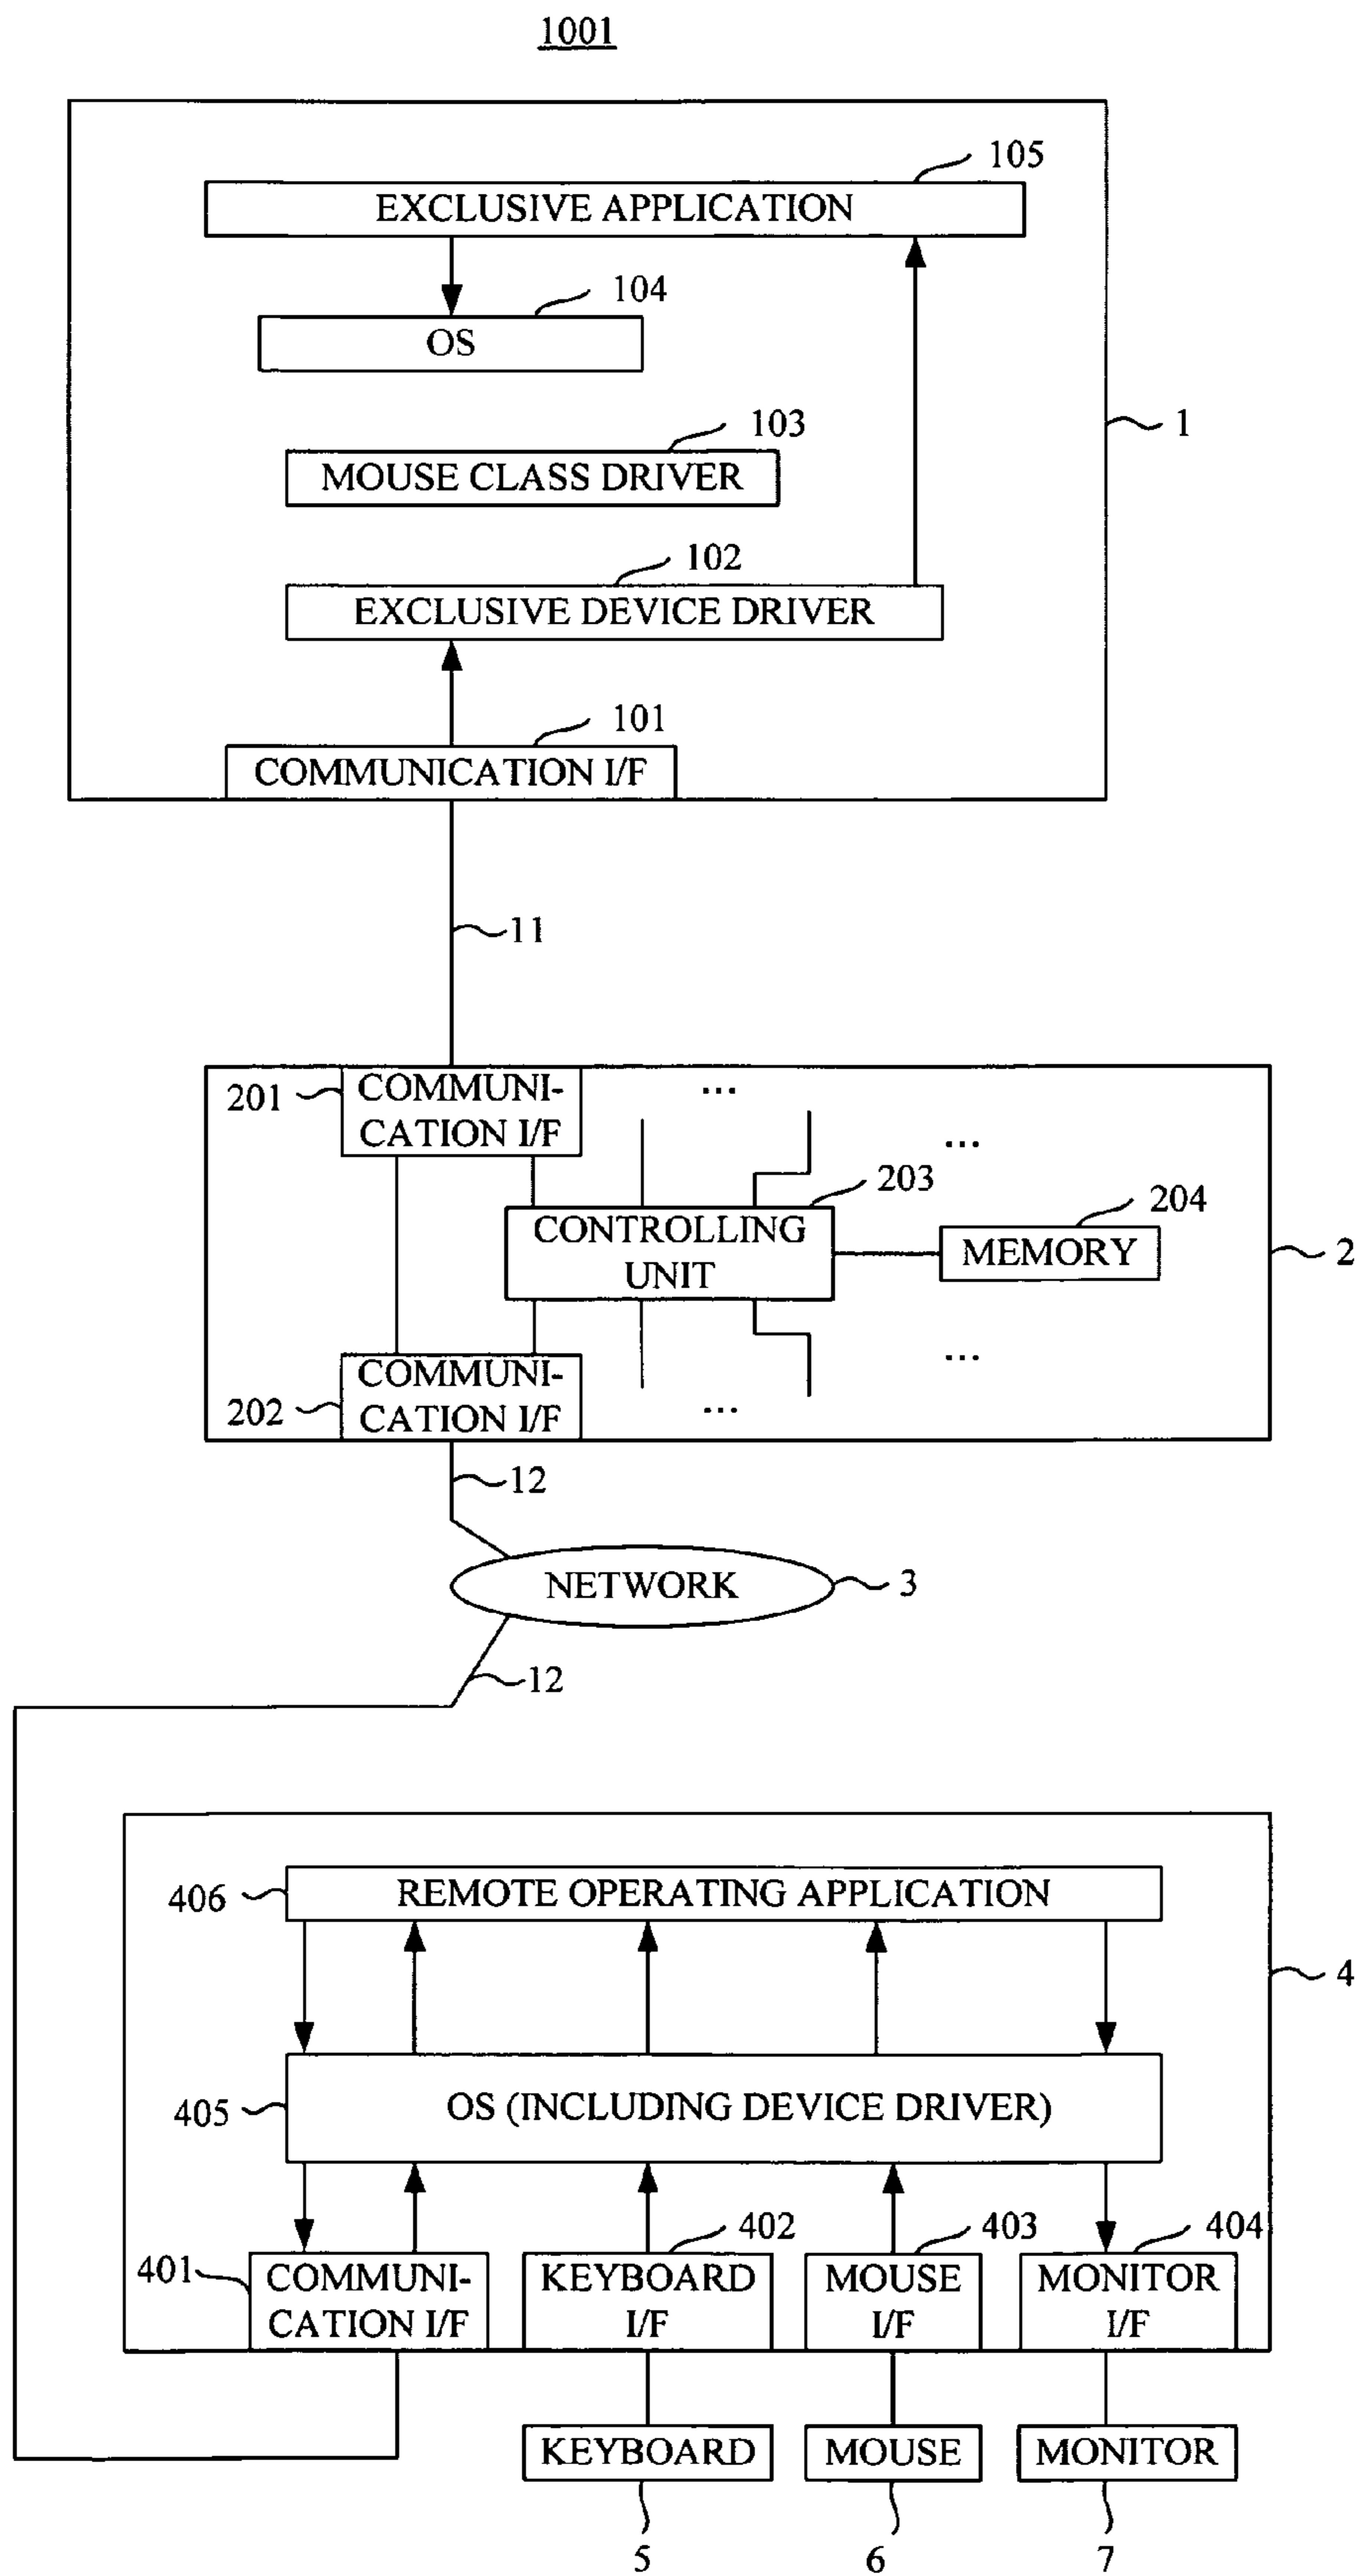 1001
105
EXCLUSIVE APPLICATION
104
OS
1
103
MOUSE CLASS DRIVER
102
EXCLUSIVE DEVICE DRIVER
101
COMMUNICATION I/F
11
201
COMMUNI-
CATION I/F
...
...
203
CONTROLLING
UNIT
204
MEMORY
2
202
COMMUNI-
CATION I/F
...
...
12
NETWORK
3
12
406
REMOTE OPERATING APPLICATION
4
405
OS (INCLUDING DEVICE DRIVER)
401
COMMUNI-
CATION I/F
402
KEYBOARD
I/F
403
MOUSE
I/F
404
MONITOR
I/F
KEYBOARD
MOUSE
MONITOR
5
6
7